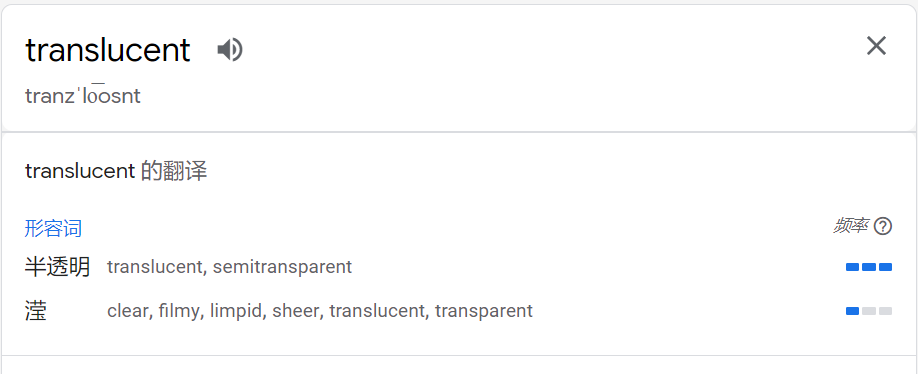 translucent
tranzˈlo͞osnt
translucent 的翻译
形容词 频率
半透明 translucent, semitransparent
滢 clear, filmy, limpid, sheer, translucent, transparent